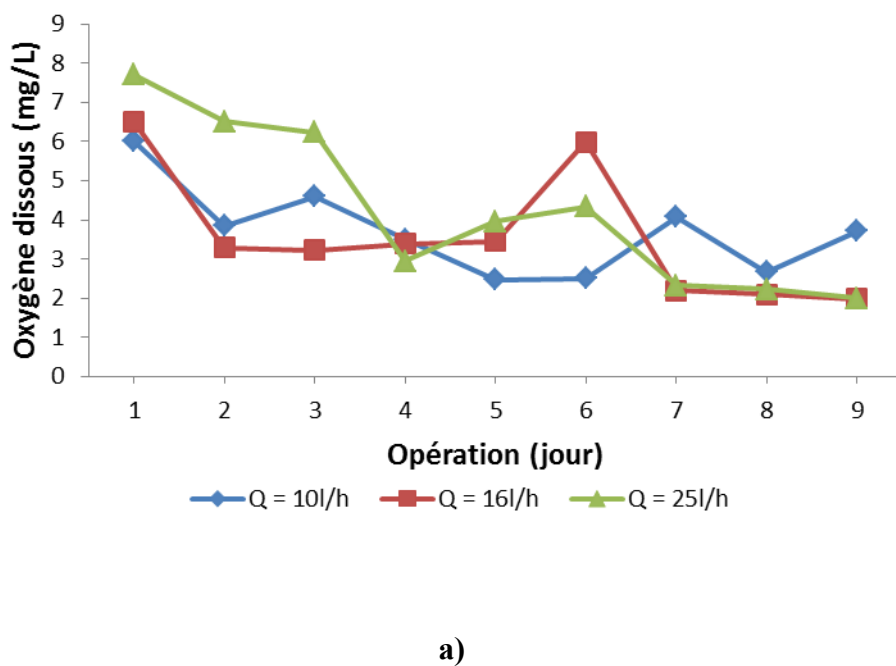 Oxygène dissous (mg/L)
9
8
7
6
5
4
3
2
1
0
1 2 3 4 5 6 7 8 9
Opération (jour)
Q = 10l/h Q = 16l/h Q = 25l/h
a)